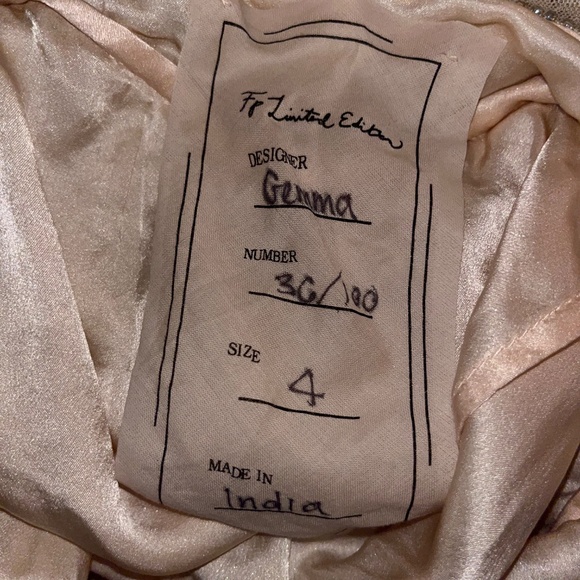 Fp Limited Edition
DESIGNER
Gemma
NUMBER
36/100
SIZE
4
MADE IN
India